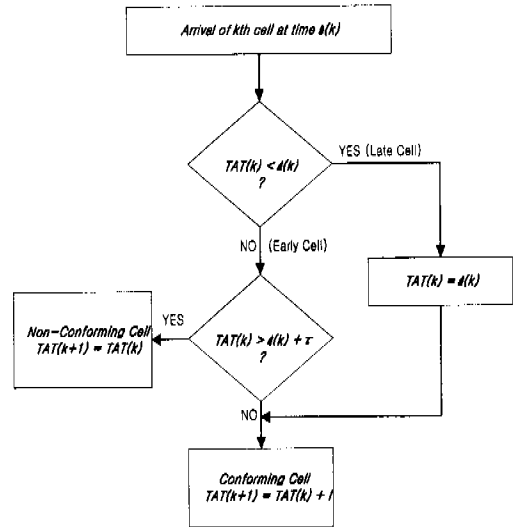 Arrival of kth cell at time a(k)
TAT(k) < a(k)
?
YES (Late Cell)
NO (Early Cell)
TAT(k) = a(k)
Non-Conforming Cell
TAT(k+1) = TAT(k)
YES
TAT(k) > a(k) + τ
?
NO
Conforming Cell
TAT(k+1) = TAT(k) + I